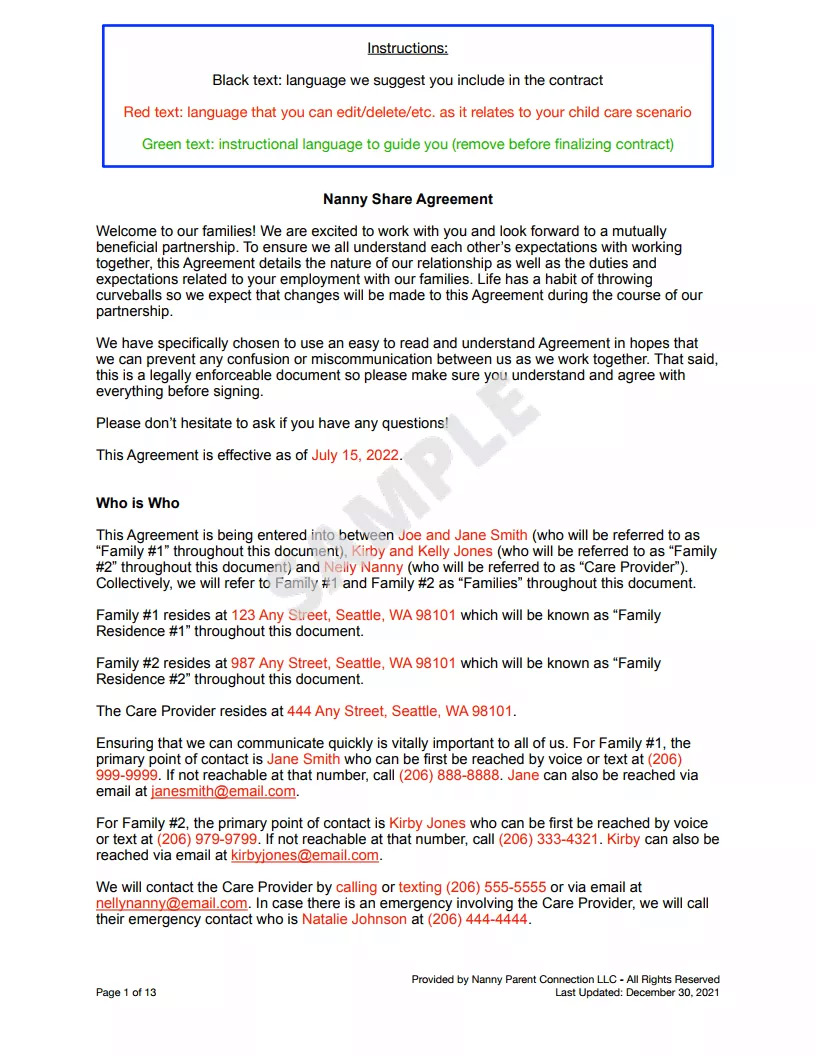 Instructions:
Black text: language we suggest you include in the contract
Red text: language that you can edit/delete/etc. as it relates to your child care scenario
Green text: instructional language to guide you (remove before finalizing contract)
Nanny Share Agreement
Welcome to our families! We are excited to work with you and look forward to a mutually
beneficial partnership. To ensure we all understand each other’s expectations with working
together, this Agreement details the nature of our relationship as well as the duties and
expectations related to your employment with our families. Life has a habit of throwing
curveballs so we expect that changes will be made to this Agreement during the course of our
partnership.
We have specifically chosen to use an easy to read and understand Agreement in hopes that
we can prevent any confusion or miscommunication between us as we work together. That said,
this is a legally enforceable document so please make sure you understand and agree with
everything before signing.
Please don’t hesitate to ask if you have any questions!
This Agreement is effective as of July 15, 2022.
SAMPLE
Who is Who
This Agreement is being entered into between Joe and Jane Smith (who will be referred to as
“Family #1” throughout this document), Kirby and Kelly Jones (who will be referred to as “Family
#2” throughout this document) and Nelly Nanny (who will be referred to as “Care Provider”).
Collectively, we will refer to Family #1 and Family #2 as “Families” throughout this document.
Family #1 resides at 123 Any Street, Seattle, WA 98101 which will be known as “Family
Residence #1” throughout this document.
Family #2 resides at 987 Any Street, Seattle, WA 98101 which will be known as “Family
Residence #2” throughout this document.
The Care Provider resides at 444 Any Street, Seattle, WA 98101.
Ensuring that we can communicate quickly is vitally important to all of us. For Family #1, the
primary point of contact is Jane Smith who can be first be reached by voice or text at (206)
999-9999. If not reachable at that number, call (206) 888-8888. Jane can also be reached via
email at janesmith@email.com.
For Family #2, the primary point of contact is Kirby Jones who can be first be reached by voice
or text at (206) 979-9799. If not reachable at that number, call (206) 333-4321. Kirby can also be
reached via email at kirbyjones@email.com.
We will contact the Care Provider by calling or texting (206) 555-5555 or via email at
nellynanny@email.com. In case there is an emergency involving the Care Provider, we will call
their emergency contact who is Natalie Johnson at (206) 444-4444.
Provided by Nanny Parent Connection LLC - All Rights Reserved
Page 1 of 13 Last Updated: December 30, 2021